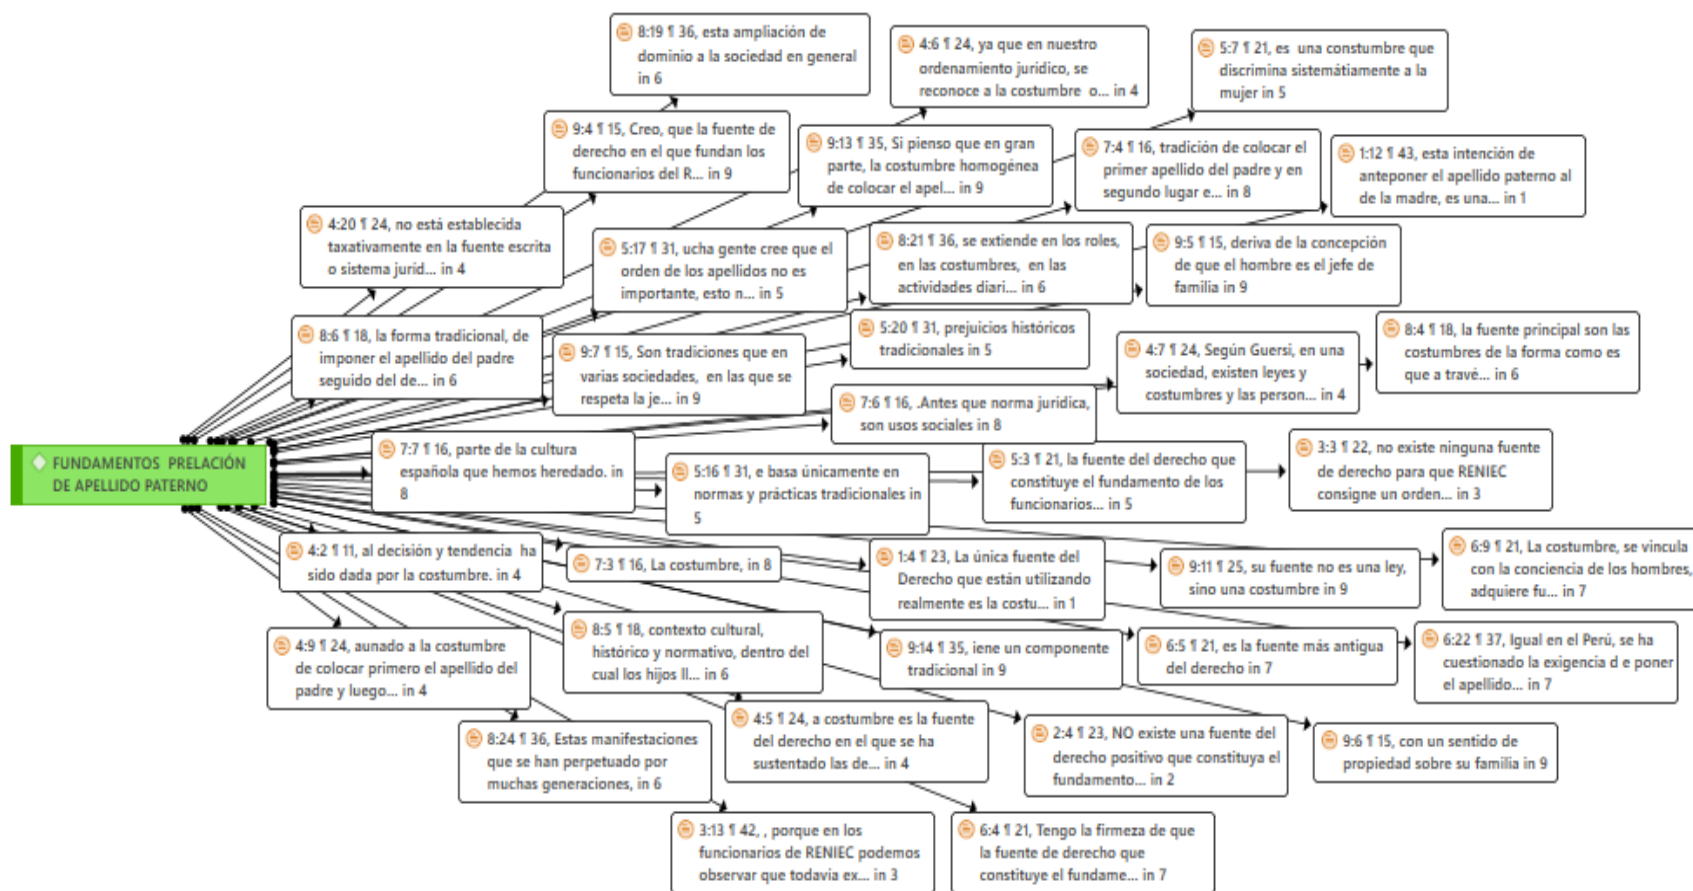 8:19 ¶ 36, esta ampliación de
dominio a la sociedad en general
in 6
4:6 ¶ 24, ya que en nuestro
ordenamiento jurídico, se
reconoce a la costumbre o... in 4
5:7 ¶ 21, es una constumbre que
discrimina sistemátiamente a la
mujer in 5
9:4 ¶ 15, Creo, que la fuente de
derecho en el que fundan los
funcionarios del R... in 9
9:13 ¶ 35, Si pienso que en gran
parte, la costumbre homogénea
de colocar el apel... in 9
7:4 ¶ 16, tradición de colocar el
primer apellido del padre y en
segundo lugar e... in 8
1:12 ¶ 43, esta intención de
anteponer el apellido paterno al
de la madre, es una... in 1
4:20 ¶ 24, no está establecida
taxativamente en la fuente escrita
o sistema juríd... in 4
5:17 ¶ 31, ucha gente cree que el
orden de los apellidos no es
importante, esto n... in 5
8:21 ¶ 36, se extiende en los roles,
en las costumbres, en las
actividades diari... in 6
9:5 ¶ 15, deriva de la concepción
de que el hombre es el jefe de
familia in 9
8:6 ¶ 18, la forma tradicional, de
imponer el apellido del padre
seguido del de... in 6
9:7 ¶ 15, Son tradiciones que en
varias sociedades, en las que se
respeta la je... in 9
5:20 ¶ 31, prejuicios históricos
tradicionales in 5
4:7 ¶ 24, Según Guersi, en una
sociedad, existen leyes y
costumbres y las person... in 4
8:4 ¶ 18, la fuente principal son las
costumbres de la forma como es
que a travé... in 6
7:6 ¶ 16, .Antes que norma jurídica,
son usos sociales in 8
FUNDAMENTOS PRELACIÓN
DE APELLIDO PATERNO
7:7 ¶ 16, parte de la cultura
española que hemos heredado. in
8
5:16 ¶ 31, e basa únicamente en
normas y prácticas tradicionales in
5
5:3 ¶ 21, la fuente del derecho que
constituye el fundamento de los
funcionarios... in 5
3:3 ¶ 22, no existe ninguna fuente
de derecho para que RENIEC
consigne un orden... in 3
4:2 ¶ 11, al decisión y tendencia ha
sido dada por la costumbre. in 4
7:3 ¶ 16, La costumbre, in 8
1:4 ¶ 23, La única fuente del
Derecho que están utilizando
realmente es la costu... in 1
9:11 ¶ 25, su fuente no es una ley,
sino una costumbre in 9
6:9 ¶ 21, La costumbre, se vincula
con la conciencia de los hombres,
adquiere fu... in 7
4:9 ¶ 24, aunado a la costumbre
de colocar primero el apellido del
padre y luego... in 4
8:5 ¶ 18, contexto cultural,
histórico y normativo, dentro del
cual los hijos ll... in 6
9:14 ¶ 35, iene un componente
tradicional in 9
6:5 ¶ 21, es la fuente más antigua
del derecho in 7
6:22 ¶ 37, Igual en el Perú, se ha
cuestionado la exigencia d e poner
el apellido... in 7
8:24 ¶ 36, Estas manifestaciones
que se han perpetuado por
muchas generaciones, in 6
4:5 ¶ 24, a costumbre es la fuente
del derecho en el que se ha
sustentado las de... in 4
2:4 ¶ 23, NO existe una fuente del
derecho positivo que constituya el
fundamento... in 2
9:6 ¶ 15, con un sentido de
propiedad sobre su familia in 9
3:13 ¶ 42, , porque en los
funcionarios de RENIEC podemos
observar que todavía ex... in 3
6:4 ¶ 21, Tengo la firmeza de que
la fuente de derecho que
constituye el fundame... in 7